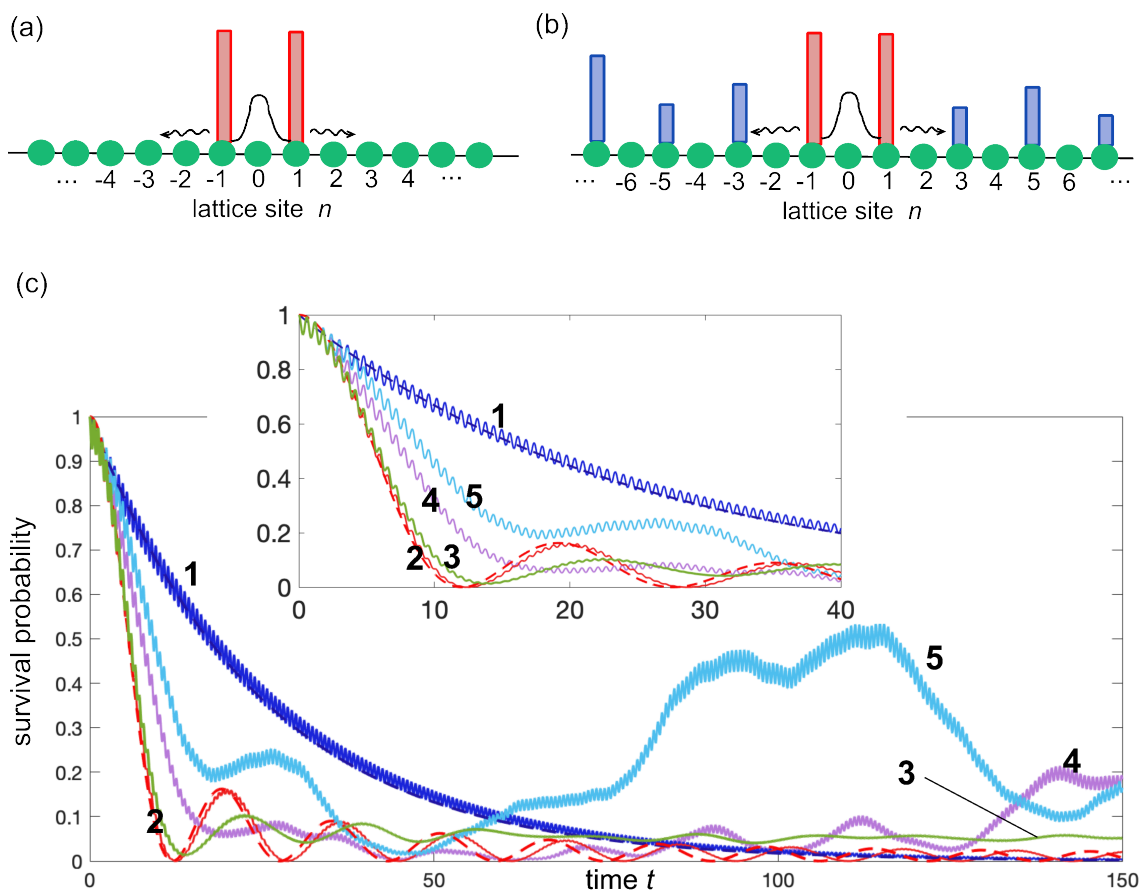 (a)
... -4 -3 -2 -1 0 1 2 3 4 ...
lattice site n
(b)
... -6 -5 -4 -3 -2 -1 0 1 2 3 4 5 6 ...
lattice site n
(c)
1
0.8
0.6
0.4
0.2
0
0 10 20 30 40
1
2
3
4
5
1
0.9
0.8
0.7
0.6
0.5
0.4
0.3
0.2
0.1
0
survival probability
1
2
3
4
5
0 50 100 150
time t